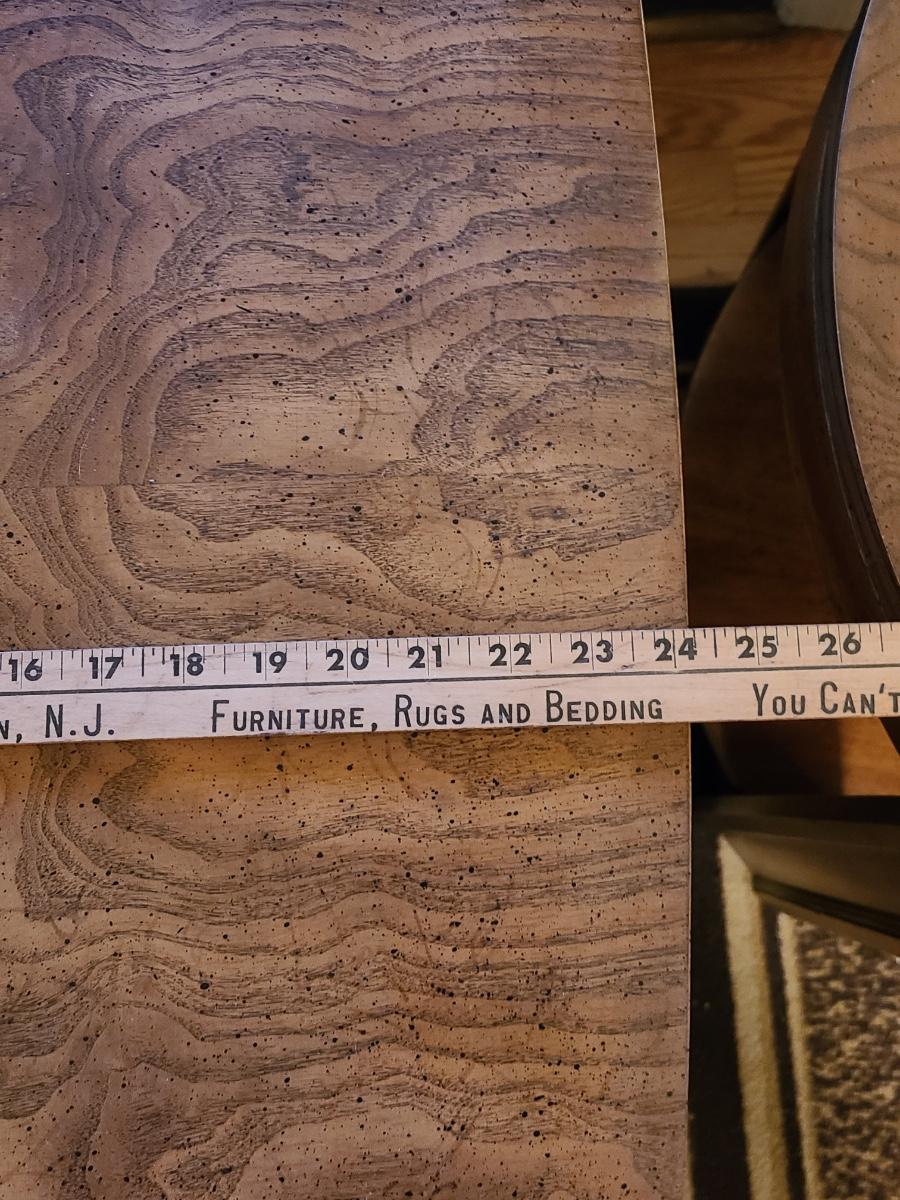 16 17 18 19 20 21 22 23 24 25 26
N, N.J. FURNITURE, RUGS AND BEDDING YOU CAN'T